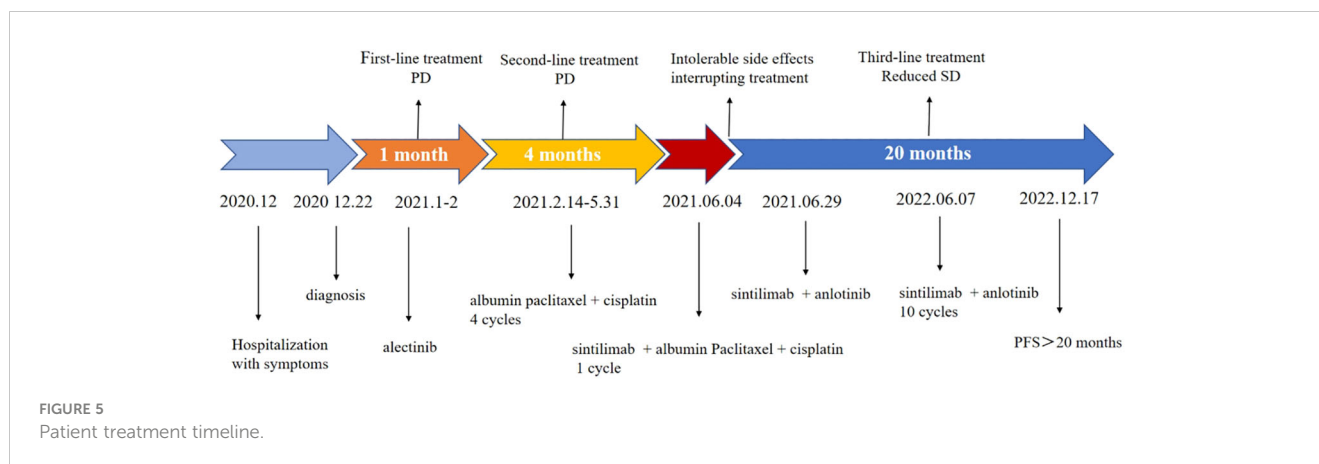 First-line treatment
PD
Second-line treatment
PD
Intolerable side effects
interrupting treatment
Third-line treatment
Reduced SD
1 month
4 months
20 months
2020.12
2020 12.22
2021.1-2
2021.2.14-5.31
2021.06.04
2021.06.29
2022.06.07
2022.12.17
diagnosis
albumin paclitaxel + cisplatin
4 cycles
sintilimab + anlotinib
sintilimab + anlotinib
10 cycles
Hospitalization
with symptoms
alectinib
sintilimab + albumin Paclitaxel + cisplatin
1 cycle
PFS＞20 months
FIGURE 5
Patient treatment timeline.